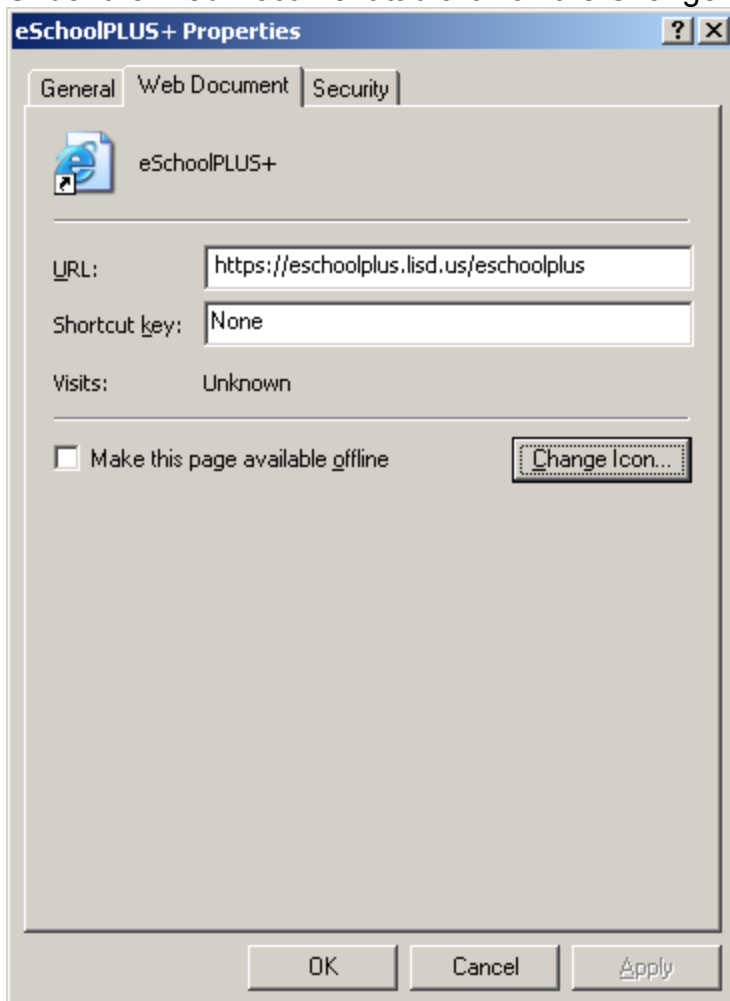 eSchoolPLUS+ Properties
General Web Document Security
eSchoolPLUS+
URL: https://eschoolplus.lisd.us/eschoolplus
Shortcut key: None
Visits: Unknown
Make this page available offline Change Icon...
OK Cancel Apply